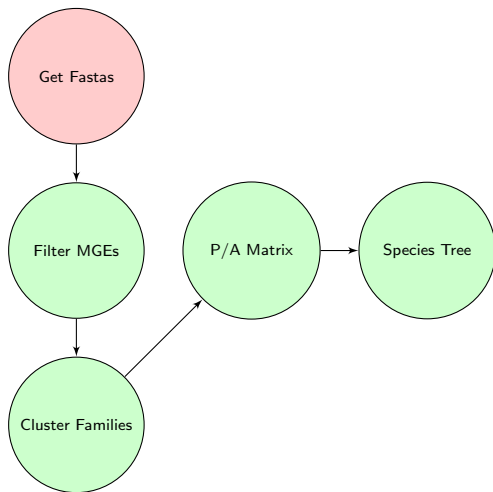 Get Fastas
Filter MGEs
P/A Matrix
Species Tree
Cluster Families